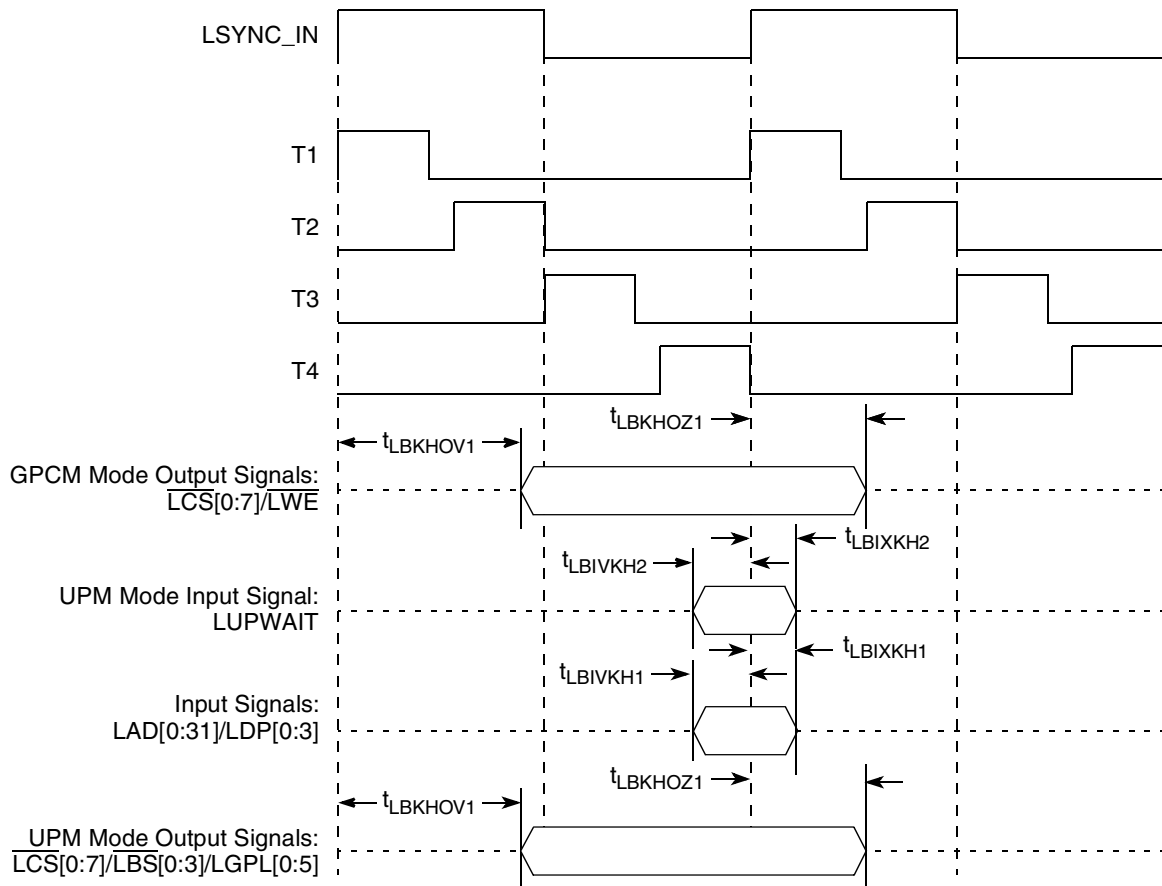 LSYNC_IN
T1
T2
T3
T4
tLBKHOZ1
tLBKHOV1
GPCM Mode Output Signals:
LCS[0:7]/LWE
tLBIXKH2
tLBIVKH2
UPM Mode Input Signal:
LUPWAIT
tLBIXKH1
tLBIVKH1
Input Signals:
LAD[0:31]/LDP[0:3]
tLBKHOZ1
tLBKHOV1
UPM Mode Output Signals:
LCS[0:7]/LBS[0:3]/LGPL[0:5]